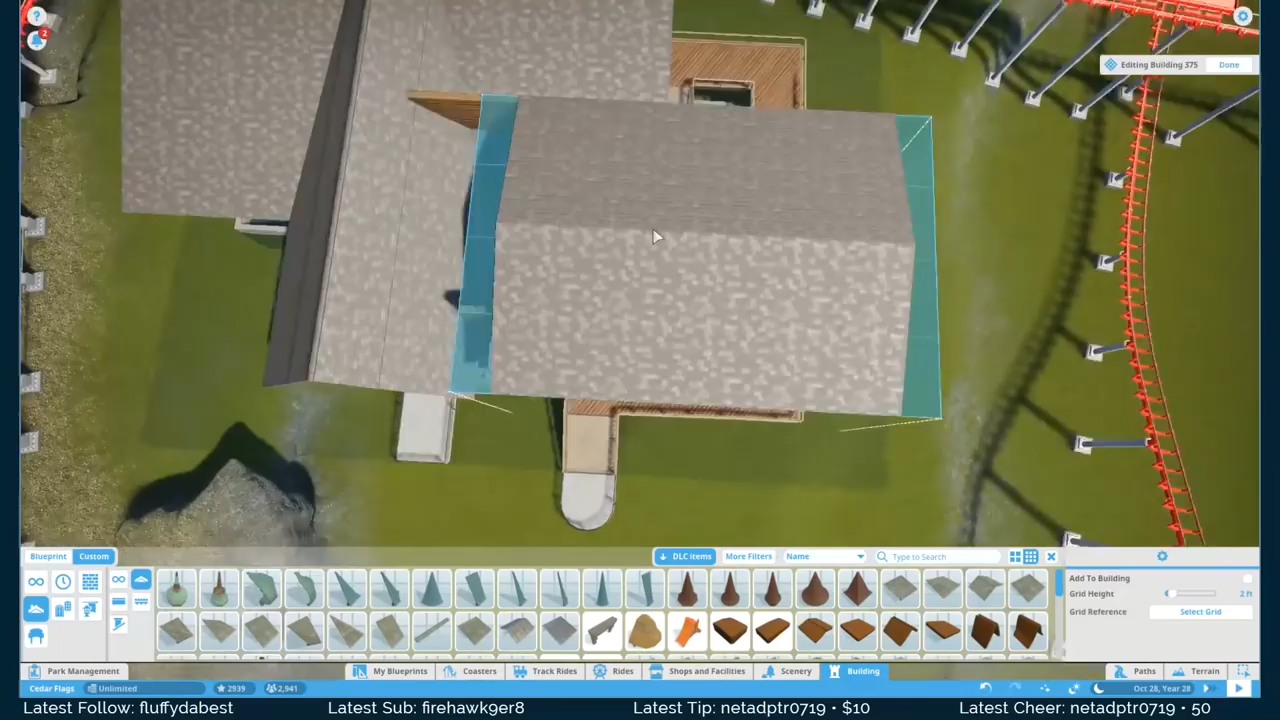 ?
2
Editing Building 375 Done
Blueprint Custom DLC items More Filters Name Type to Search
Add To Building
Grid Height 2 ft
Grid Reference Select Grid
Park Management My Blueprints Coasters Track Rides Rides Shops and Facilities Scenery Building Paths Terrain
Cedar Flags Unlimited 2939 2,941 Oct 28, Year 28
Latest Follow: fluffydabest Latest Sub: firehawk9er8 Latest Tip: netadptr0719 • $10 Latest Cheer: netadptr0719 • 50